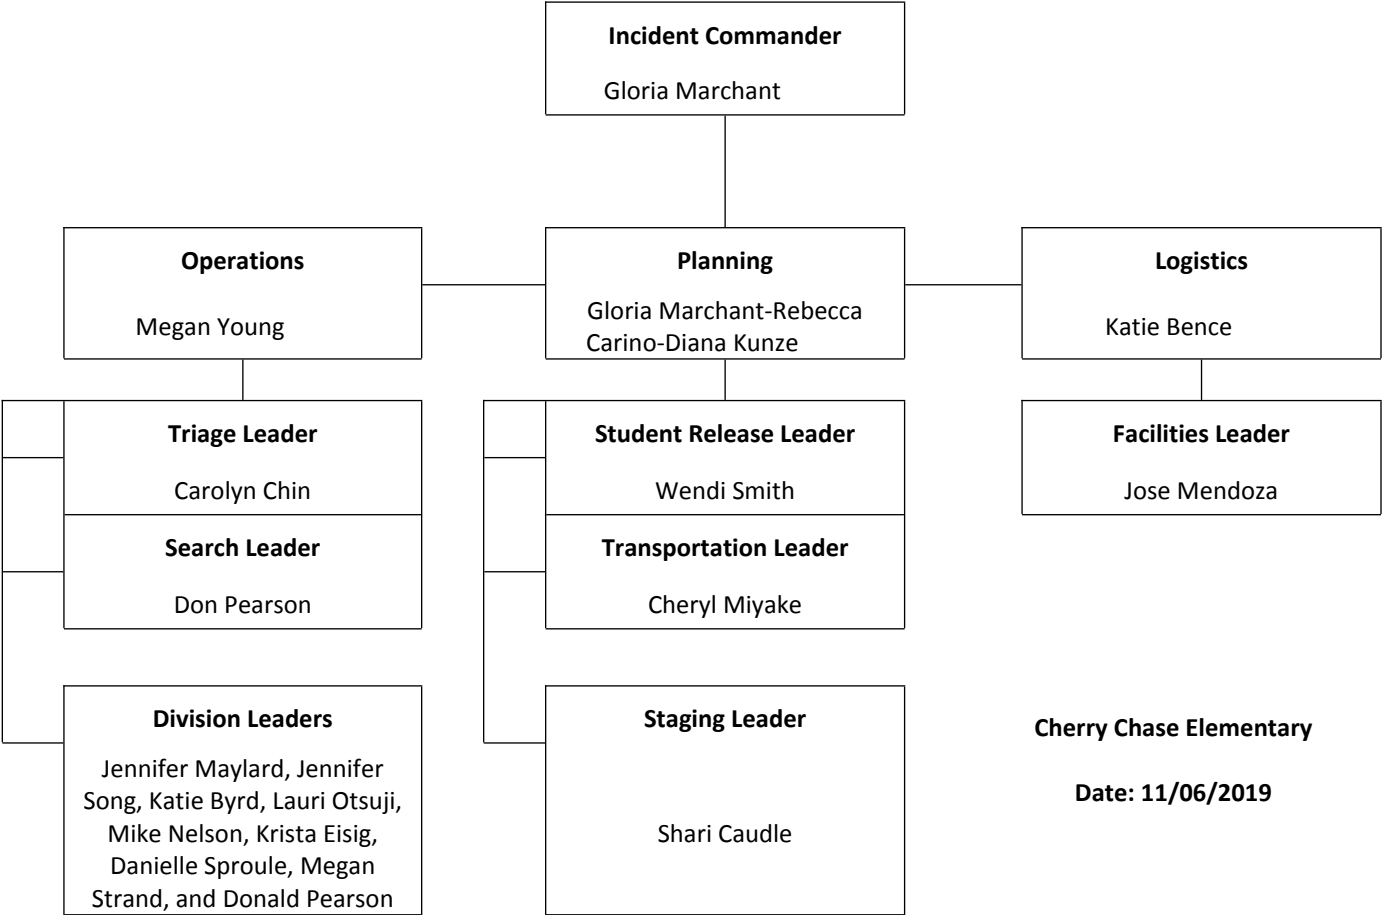 Incident Commander
Gloria Marchant
Operations
Megan Young
Planning
Gloria Marchant-Rebecca
Carino-Diana Kunze
Logistics
Katie Bence
Triage Leader
Carolyn Chin
Search Leader
Don Pearson
Division Leaders
Jennifer Maylard, Jennifer
Song, Katie Byrd, Lauri Otsuji,
Mike Nelson, Krista Eisig,
Danielle Sproule, Megan
Strand, and Donald Pearson
Student Release Leader
Wendi Smith
Transportation Leader
Cheryl Miyake
Staging Leader
Shari Caudle
Facilities Leader
Jose Mendoza
Cherry Chase Elementary
Date: 11/06/2019